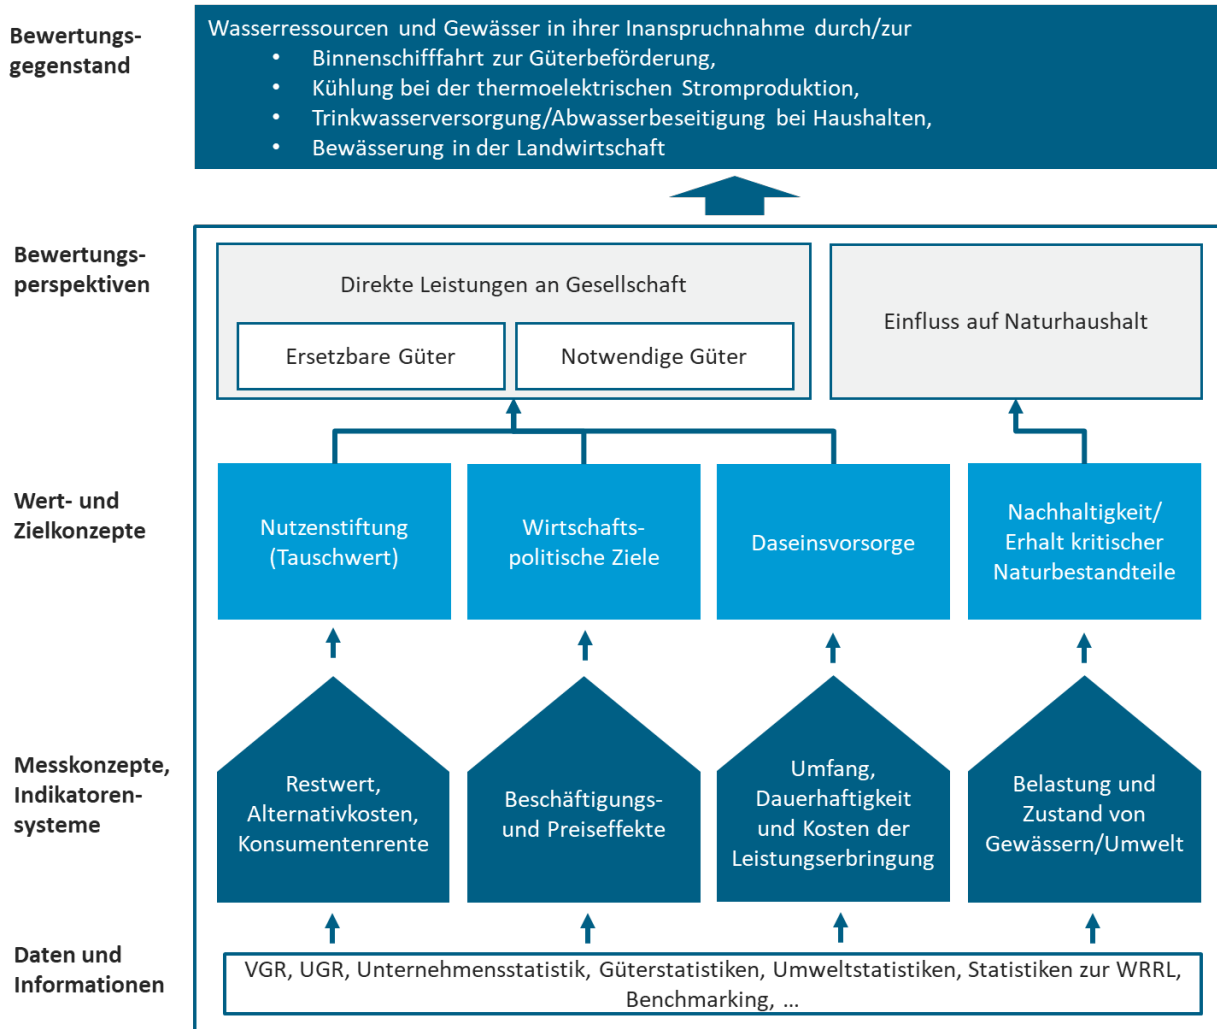 Bewertungs-
gegenstand
Wasserressourcen und Gewässer in ihrer Inanspruchnahme durch/zur
• Binnenschifffahrt zur Güterbeförderung,
• Kühlung bei der thermoelektrischen Stromproduktion,
• Trinkwasserversorgung/Abwasserbeseitigung bei Haushalten,
• Bewässerung in der Landwirtschaft
Bewertungs-
perspektiven
Direkte Leistungen an Gesellschaft
Ersetzbare Güter
Notwendige Güter
Einfluss auf Naturhaushalt
Wert- und
Zielkonzepte
Nutzenstiftung
(Tauschwert)
Wirtschafts-
politische Ziele
Daseinsvorsorge
Nachhaltigkeit/
Erhalt kritischer
Naturbestandteile
Messkonzepte,
Indikatoren-
systeme
Restwert,
Alternativkosten,
Konsumentenrente
Beschäftigungs-
und Preiseffekte
Umfang,
Dauerhaftigkeit
und Kosten der
Leistungserbringung
Belastung und
Zustand von
Gewässern/Umwelt
Daten und
Informationen
VGR, UGR, Unternehmensstatistik, Güterstatistiken, Umweltstatistiken, Statistiken zur WRRL,
Benchmarking, ...